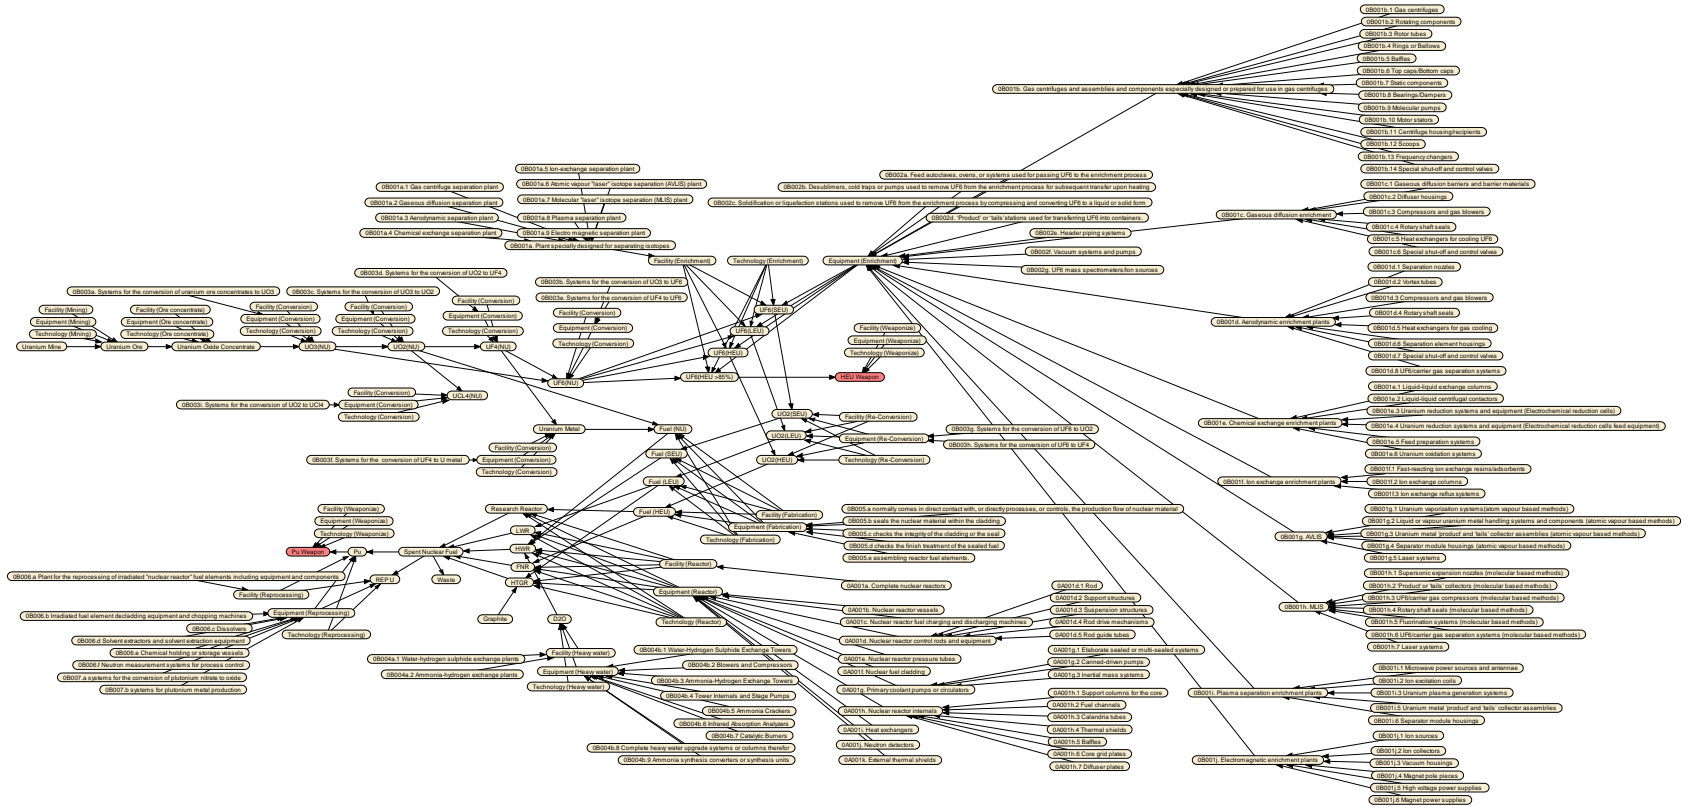 0B001b.1 Gas centrifuges
0B001b.2 Rotating components
0B001b.3 Rotor tubes
0B001b.4 Rings or Bellows
0B001b.5 Baffles
0B001b.6 Top caps/Bottom caps
0B001b.7 Static components
0B001b. Gas centrifuges and assemblies and components especially designed or prepared for use in gas centrifuges
0B001b.8 Bearings/Dampers
0B001b.9 Molecular pumps
0B001b.10 Motor stators
0B001b.11 Centrifuge housing/recipients
0B001b.12 Scoops
0B001b.13 Frequency changers
0B001b.14 Special shut-off and control valves
0B001a.5 Ion-exchange separation plant
0B001a.6 Atomic vapour "laser" isotope separation (AVLIS) plant
0B001a.7 Molecular "laser" isotope separation (MLIS) plant
0B001a.8 Plasma separation plant
0B001a.9 Electro magnetic separation plant
0B001a.1 Gas centrifuge separation plant
0B001a.2 Gaseous diffusion separation plant
0B001a.3 Aerodynamic separation plant
0B001a.4 Chemical exchange separation plant
0B001a. Plant specially designed for separating isotopes
0B002a. Feed autoclaves, ovens, or systems used for passing UF6 to the enrichment process
0B002b. Desublimers, cold traps or pumps used to remove UF6 from the enrichment process for subsequent transfer upon heating
0B002c. Solidification or liquefaction stations used to remove UF6 from the enrichment process by compressing and converting UF6 to a liquid or solid form
0B002d. 'Product' or 'tails' stations used for transferring UF6 into containers.
0B002e. Header piping systems
0B002f. Vacuum systems and pumps
0B002g. UF6 mass spectrometers/ion sources
0B001c.1 Gaseous diffusion barriers and barrier materials
0B001c.2 Diffuser housings
0B001c. Gaseous diffusion enrichment
0B001c.3 Compressors and gas blowers
0B001c.4 Rotary shaft seals
0B001c.5 Heat exchangers for cooling UF6
0B001c.6 Special shut-off and control valves
Facility (Enrichment)
Technology (Enrichment)
Equipment (Enrichment)
0B001d.1 Separation nozzles
0B001d.2 Vortex tubes
0B001d.3 Compressors and gas blowers
0B001d.4 Rotary shaft seals
0B001d. Aerodynamic enrichment plants
0B001d.5 Heat exchangers for gas cooling
0B001d.6 Separation element housings
0B001d.7 Special shut-off and control valves
0B001d.8 UF6/carrier gas separation systems
0B003d. Systems for the conversion of UO2 to UF4
0B003a. Systems for the conversion of uranium ore concentrates to UO3
0B003c. Systems for the conversion of UO3 to UO2
0B003b. Systems for the conversion of UO3 to UF6
0B003e. Systems for the conversion of UF4 to UF6
Facility (Mining)
Equipment (Mining)
Technology (Mining)
Uranium Mine
Uranium Ore
Facility (Ore concentrate)
Equipment (Ore concentrate)
Technology (Ore concentrate)
Uranium Oxide Concentrate
Facility (Conversion)
Equipment (Conversion)
Technology (Conversion)
UO3(NU)
Facility (Conversion)
Equipment (Conversion)
Technology (Conversion)
UO2(NU)
Facility (Conversion)
Equipment (Conversion)
Technology (Conversion)
UF4(NU)
Facility (Conversion)
Equipment (Conversion)
Technology (Conversion)
UF6(NU)
UF6(SEU)
UF6(LEU)
UF6(HEU)
UF6(HEU >85%)
Facility (Weaponize)
Equipment (Weaponize)
Technology (Weaponize)
HEU Weapon
0B001e.1 Liquid-liquid exchange columns
0B001e.2 Liquid-liquid centrifugal contactors
0B001e.3 Uranium reduction systems and equipment (Electrochemical reduction cells)
0B001e. Chemical exchange enrichment plants
0B001e.4 Uranium reduction systems and equipment (Electrochemical reduction cells feed equipment)
0B001e.5 Feed preparation systems
0B001e.6 Uranium oxidation systems
Facility (Conversion)
UCL4(NU)
0B003i. Systems for the conversion of UO2 to UCl4
Equipment (Conversion)
Technology (Conversion)
Uranium Metal
Facility (Conversion)
0B003f. Systems for the conversion of UF4 to U metal
Equipment (Conversion)
Technology (Conversion)
UO2(SEU)
UO2(LEU)
UO2(HEU)
Facility (Re-Conversion)
Equipment (Re-Conversion)
Technology (Re-Conversion)
0B003g. Systems for the conversion of UF6 to UO2
0B003h. Systems for the conversion of UF6 to UF4
Fuel (NU)
Fuel (SEU)
Fuel (LEU)
Fuel (HEU)
0B001f.1 Fast-reacting ion exchange resins/adsorbents
0B001f. Ion exchange enrichment plants
0B001f.2 Ion exchange columns
0B001f.3 Ion exchange reflux systems
Facility (Fabrication)
Equipment (Fabrication)
Technology (Fabrication)
0B005.a normally comes in direct contact with, or directly processes, or controls, the production flow of nuclear material
0B005.b seals the nuclear material within the cladding
0B005.c checks the integrity of the cladding or the seal
0B005.d checks the finish treatment of the sealed fuel
0B005.e assembling reactor fuel elements.
0B001g.1 Uranium vaporization systems(atom vapour based methods)
0B001g.2 Liquid or vapour uranium metal handling systems and components (atomic vapour based methods)
0B001g.3 Uranium metal 'product' and 'tails' collector assemblies (atomic vapour based methods)
0B001g. AVLIS
0B001g.4 Separator module housings (atomic vapour based methods)
0B001g.5 Laser systems
Facility (Weaponize)
Equipment (Weaponize)
Technology (Weaponize)
Pu Weapon
Pu
Spent Nuclear Fuel
REP U
Waste
Research Reactor
LWR
HWR
FNR
HTGR
Graphite
D2O
0B006.a Plant for the reprocessing of irradiated "nuclear reactor" fuel elements including equipment and components
Facility (Reprocessing)
Equipment (Reprocessing)
Technology (Reprocessing)
0B006.b Irradiated fuel element decladding equipment and chopping machines
0B006.c Dissolvers
0B006.d Solvent extractors and solvent extraction equipment
0B006.e Chemical holding or storage vessels
0B006.f Neutron measurement systems for process control
0B007.a systems for the conversion of plutonium nitrate to oxide
0B007.b systems for plutonium metal production
Facility (Reactor)
Equipment (Reactor)
Technology (Reactor)
0A001a. Complete nuclear reactors
0A001b. Nuclear reactor vessels
0A001c. Nuclear reactor fuel charging and discharging machines
0A001d. Nuclear reactor control rods and equipment
0A001d.1 Rod
0A001d.2 Support structures
0A001d.3 Suspension structures
0A001d.4 Rod drive mechanisms
0A001d.5 Rod guide tubes
0A001e. Nuclear reactor pressure tubes
0A001f. Nuclear fuel cladding
0A001g. Primary coolant pumps or circulators
0A001g.1 Elaborate sealed or multi-sealed systems
0A001g.2 Canned-driven pumps
0A001g.3 Inertial mass systems
0A001h. Nuclear reactor internals
0A001h.1 Support columns for the core
0A001h.2 Fuel channels
0A001h.3 Calandria tubes
0A001h.4 Thermal shields
0A001h.5 Baffles
0A001h.6 Core grid plates
0A001h.7 Diffuser plates
0A001i. Heat exchangers
0A001j. Neutron detectors
0A001k. External thermal shields
0B001h.1 Supersonic expansion nozzles (molecular based methods)
0B001h.2 'Product' or 'tails' collectors (molecular based methods)
0B001h.3 UF6/carrier gas compressors (molecular based methods)
0B001h. MLIS
0B001h.4 Rotary shaft seals (molecular based methods)
0B001h.5 Fluorination systems (molecular based methods)
0B001h.6 UF6/carrier gas separation systems (molecular based methods)
0B001h.7 Laser systems
Facility (Heavy water)
Equipment (Heavy water)
Technology (Heavy water)
0B004a.1 Water-hydrogen sulphide exchange plants
0B004a.2 Ammonia-hydrogen exchange plants
0B004b.1 Water-Hydrogen Sulphide Exchange Towers
0B004b.2 Blowers and Compressors
0B004b.3 Ammonia-Hydrogen Exchange Towers
0B004b.4 Tower Internals and Stage Pumps
0B004b.5 Ammonia Crackers
0B004b.6 Infrared Absorption Analyzers
0B004b.7 Catalytic Burners
0B004b.8 Complete heavy water upgrade systems or columns therefor
0B004b.9 Ammonia synthesis converters or synthesis units
0B001i.1 Microwave power sources and antennae
0B001i.2 Ion excitation coils
0B001i. Plasma separation enrichment plants
0B001i.3 Uranium plasma generation systems
0B001i.5 Uranium metal 'product' and 'tails' collector assemblies
0B001i.6 Separator module housings
0B001j.1 Ion sources
0B001j.2 Ion collectors
0B001j. Electromagnetic enrichment plants
0B001j.3 Vacuum housings
0B001j.4 Magnet pole pieces
0B001j.5 High voltage power supplies
0B001j.6 Magnet power supplies